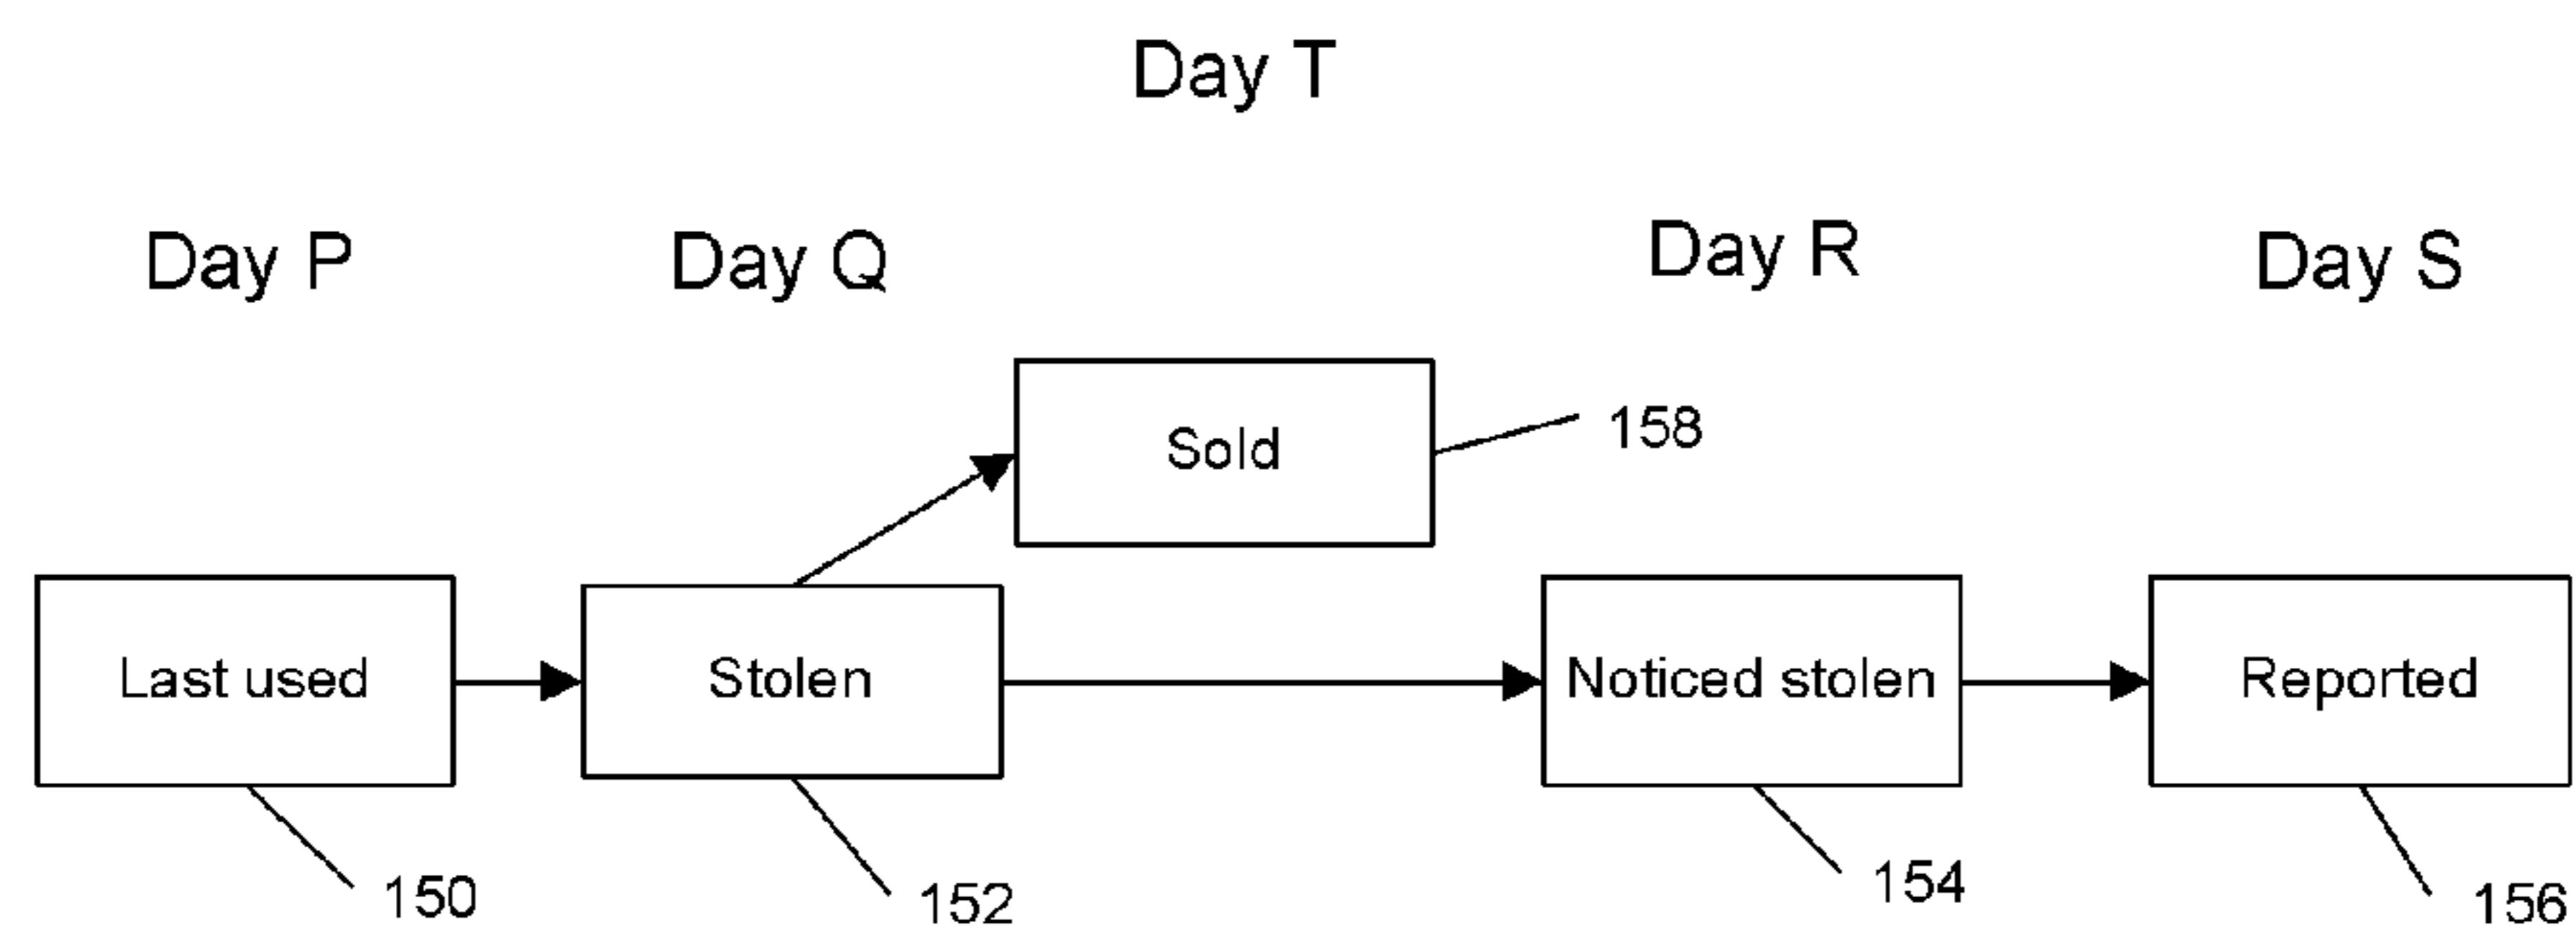 Day T
Day P
Day Q
Day R
Day S
Sold
158
Last used
Stolen
Noticed stolen
Reported
150
152
154
156